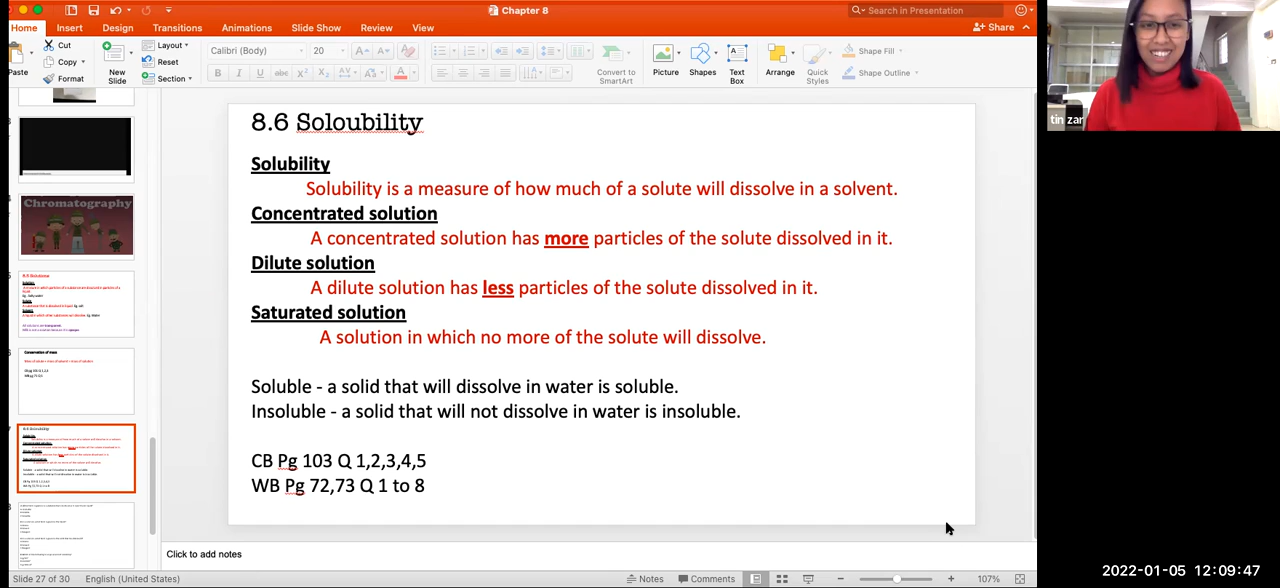 Chapter 8
Search in Presentation
Home Insert Design Transitions Animations Slide Show Review View
Share
Paste
Cut
Copy
Format
New Slide
Layout
Reset
Section
Calibri (Body) 20
Convert to SmartArt
Picture Shapes Text Box Arrange Quick Styles
Shape Fill
Shape Outline
8.6 Soloubility
Solubility
Solubility is a measure of how much of a solute will dissolve in a solvent.
Concentrated solution
A concentrated solution has more particles of the solute dissolved in it.
Dilute solution
A dilute solution has less particles of the solute dissolved in it.
Saturated solution
A solution in which no more of the solute will dissolve.
Soluble - a solid that will dissolve in water is soluble.
Insoluble - a solid that will not dissolve in water is insoluble.
CB Pg 103 Q 1,2,3,4,5
WB Pg 72,73 Q 1 to 8
Chromatography
Conservation of mass
Click to add notes
Slide 27 of 30 English (United States) Notes Comments 107%
tin zar
2022-01-05 12:09:47